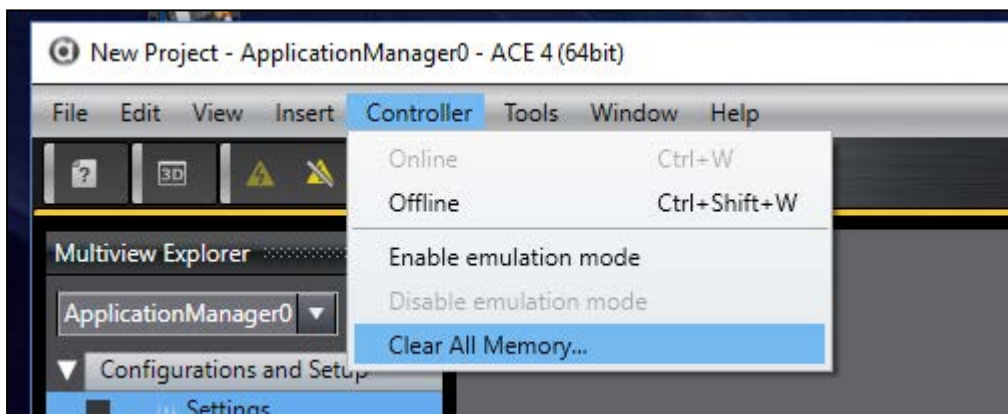 New Project - ApplicationManager0 - ACE 4 (64bit)
File Edit View Insert Controller Tools Window Help
? 3D
Online Ctrl+W
Offline Ctrl+Shift+W
Multiview Explorer
Enable emulation mode
ApplicationManager0
Disable emulation mode
Clear All Memory...
Configurations and Setup
Settings